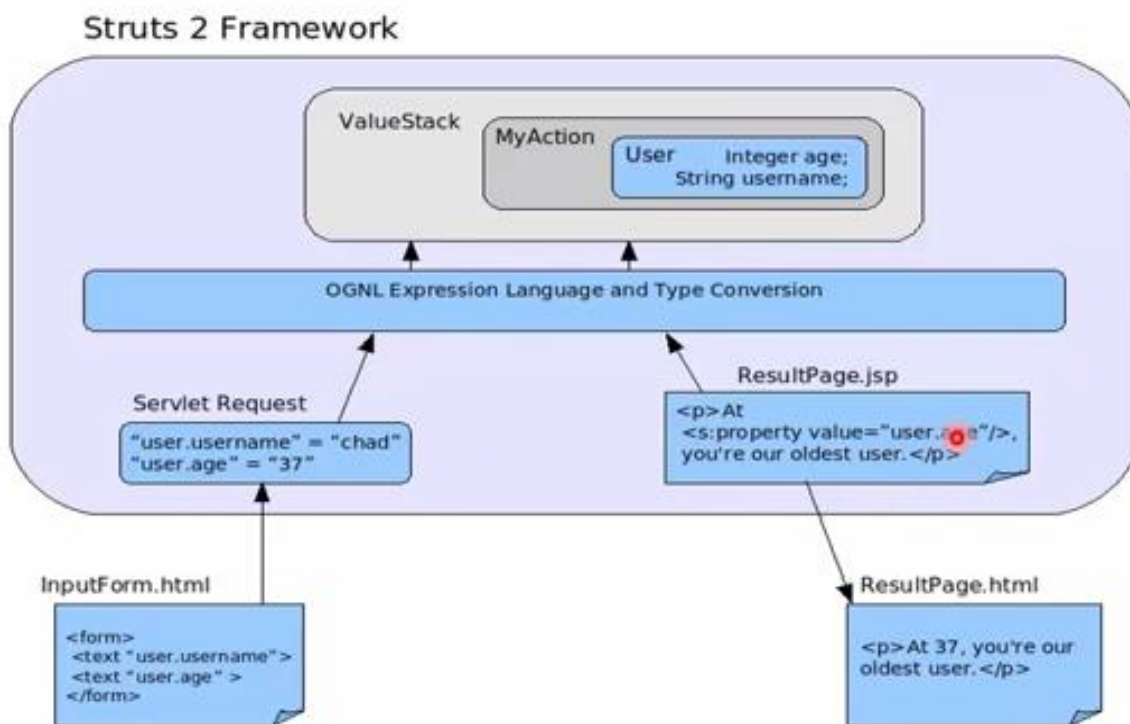 Struts 2 Framework
ValueStack
MyAction
User
Integer age;
String username;
OGNL Expression Language and Type Conversion
Servlet Request
“user.username” = “chad”
“user.age” = “37”
ResultPage.jsp
<p>At
<s:property value=”user.age”/>,
you're our oldest user.</p>
InputForm.html
<form>
<text “user.username”>
<text “user.age” >
</form>
ResultPage.html
<p>At 37, you're our
oldest user.</p>